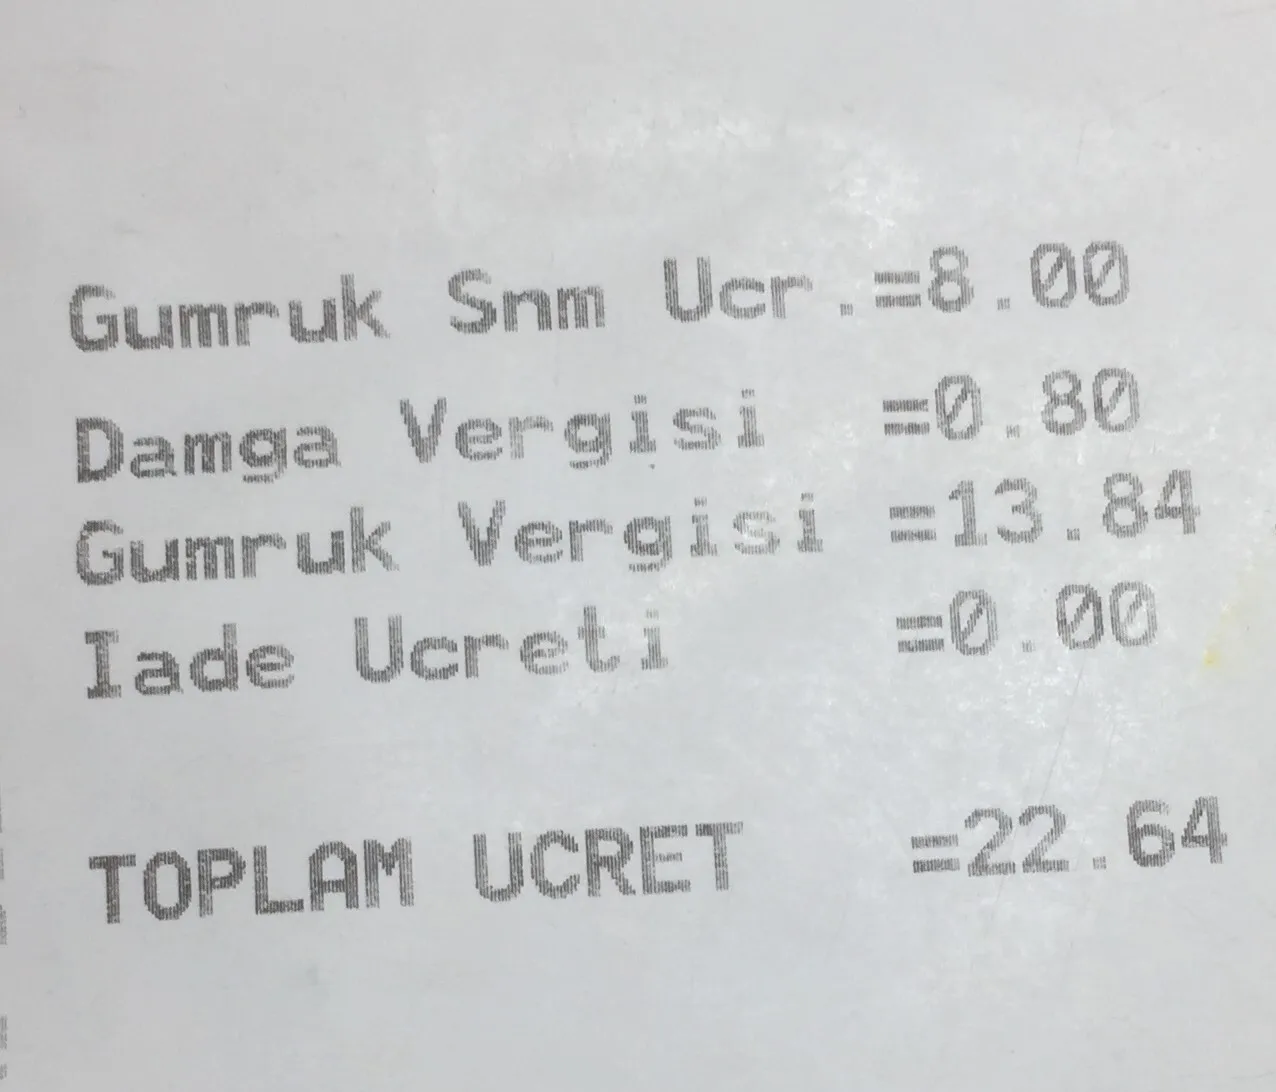 Gumruk Snm Ucr.=8.00
Damga Vergisi =0.80
Gumruk Vergisi =13.84
Iade Ucreti =0.00
TOPLAM UCRET =22.64